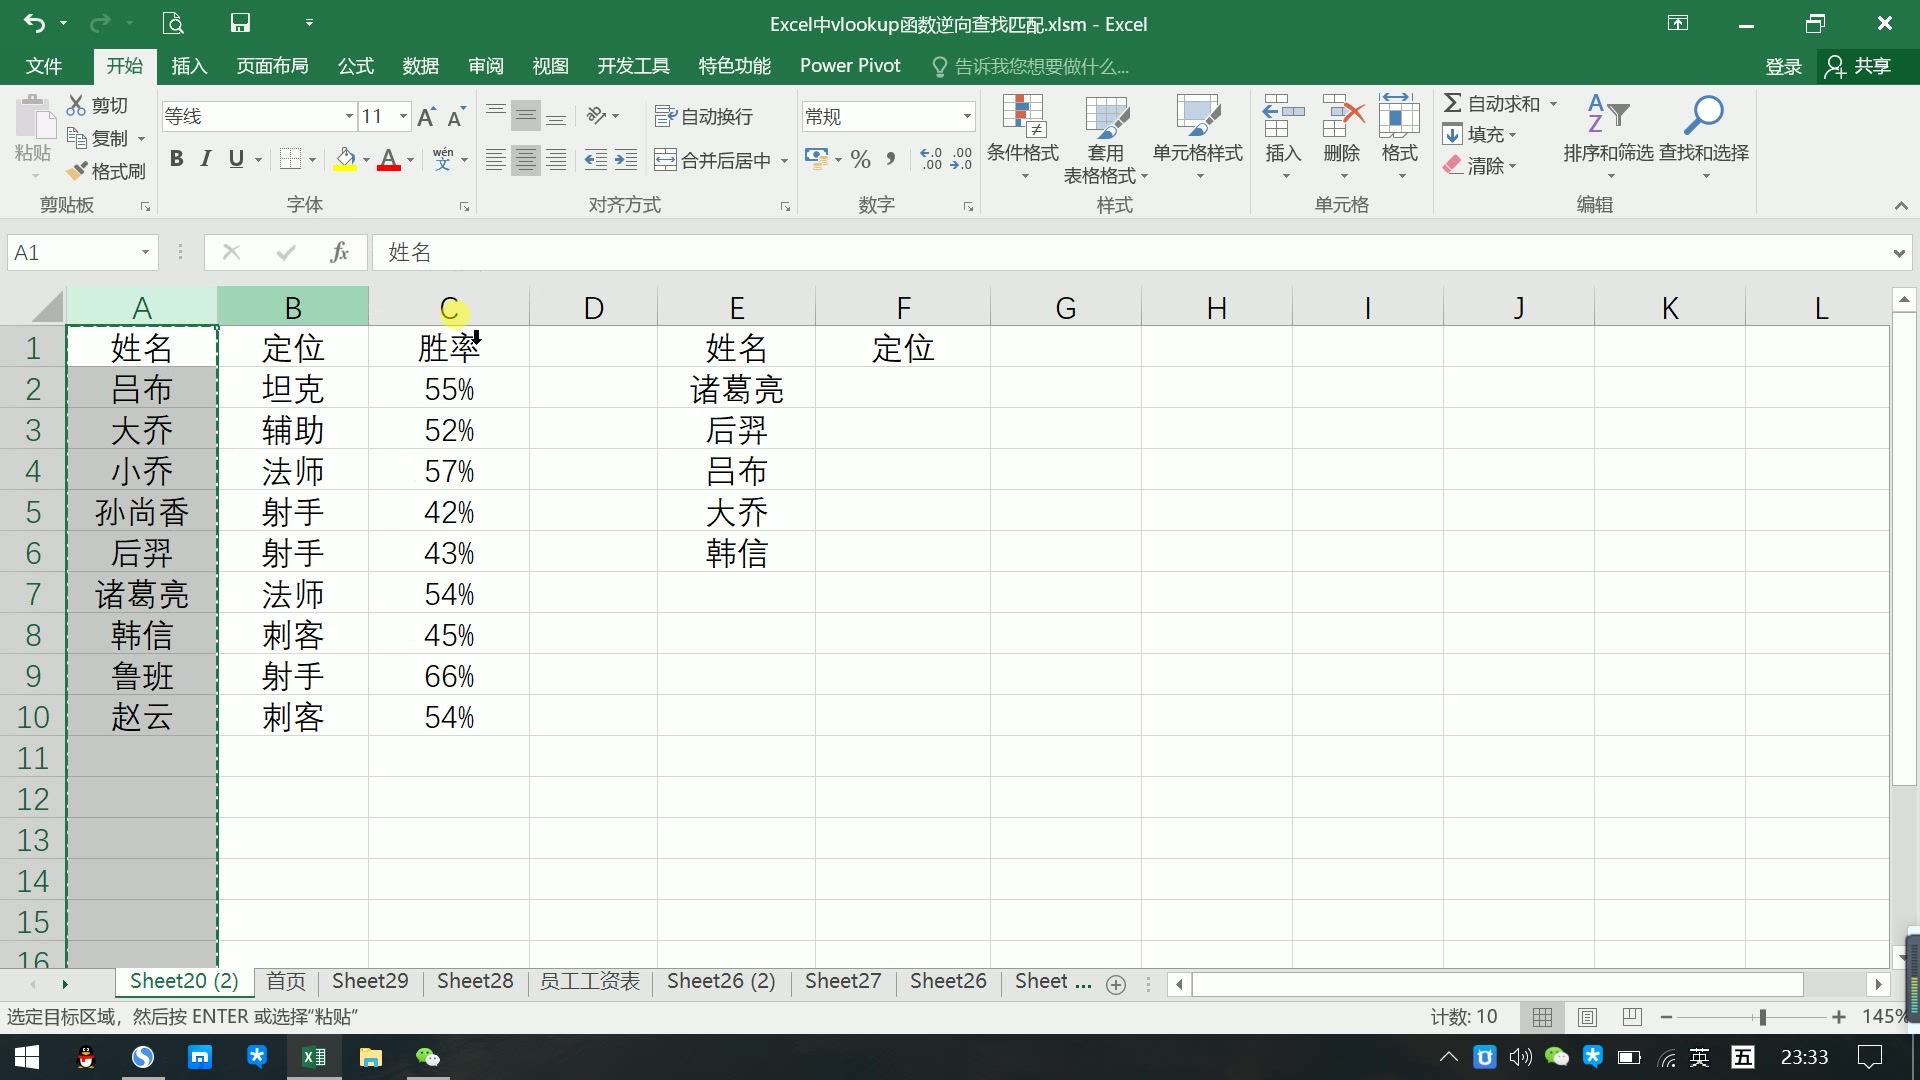 Excel中vlookup函数逆向查找匹配.xlsm - Excel
文件 开始 插入 页面布局 公式 数据 审阅 视图 开发工具 特色功能 Power Pivot 告诉我您想要做什么... 登录 共享
粘贴 剪切 复制 格式刷 剪贴板
等线 11 B I U A wén 文 字体
自动换行 合并后居中 对齐方式
常规 % 数字
条件格式 套用 表格格式 单元格样式 样式
插入 删除 格式 单元格
自动求和 填充 清除 排序和筛选 查找和选择 编辑
A1 fx 姓名
A B C D E F G H I J K L
1 姓名 定位 胜率 姓名 定位
2 吕布 坦克 55% 诸葛亮
3 大乔 辅助 52% 后羿
4 小乔 法师 57% 吕布
5 孙尚香 射手 42% 大乔
6 后羿 射手 43% 韩信
7 诸葛亮 法师 54%
8 韩信 刺客 45%
9 鲁班 射手 66%
10 赵云 刺客 54%
11
12
13
14
15
16
Sheet20 (2) 首页 Sheet29 Sheet28 员工工资表 Sheet26 (2) Sheet27 Sheet26 Sheet ...
选定目标区域，然后按 ENTER 或选择“粘贴” 计数: 10 145%
英 五 23:33